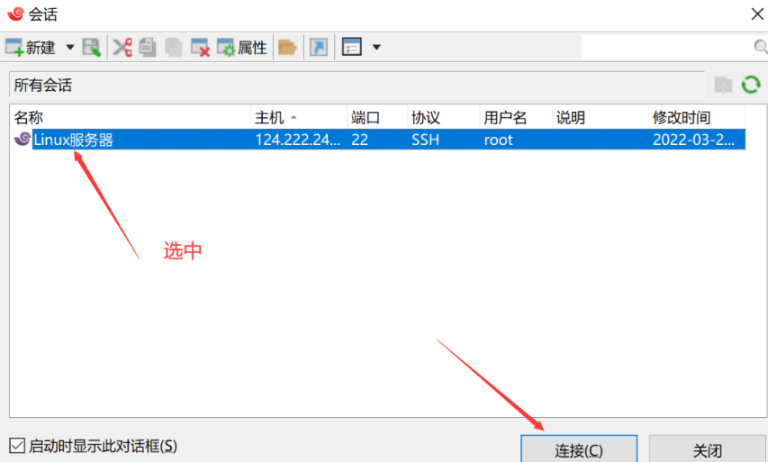 会话
新建 属性
所有会话
名称 主机 端口 协议 用户名 说明 修改时间
Linux服务器 124.222.24... 22 SSH root 2022-03-2...
选中
启动时显示此对话框(S)
连接(C) 关闭